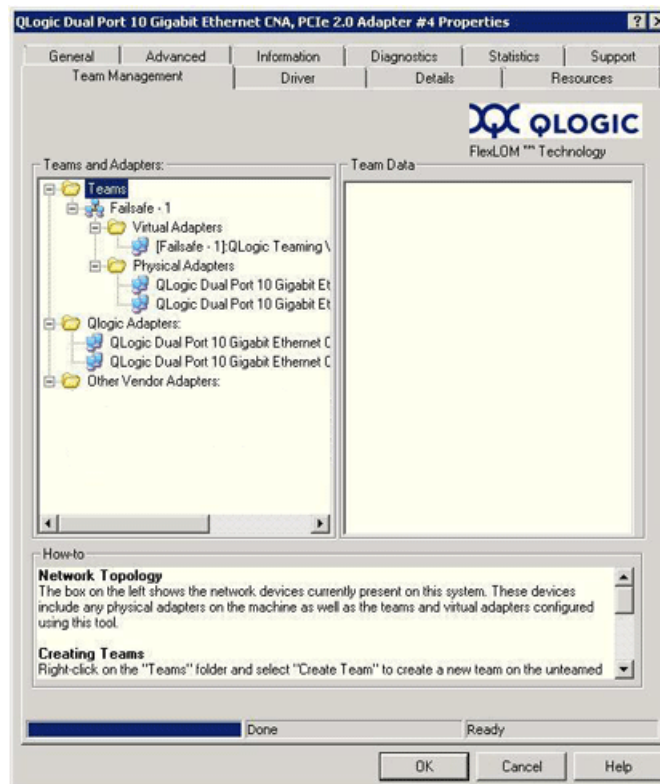 QLogic Dual Port 10 Gigabit Ethernet CNA, PCIe 2.0 Adapter #4 Properties
General Advanced Information Diagnostics Statistics Support
Team Management Driver Details Resources
QLOGIC
FlexLOM™ Technology
Teams and Adapters:
Teams
Failsafe - 1
Virtual Adapters
[Failsafe - 1]:QLogic Teaming V
Physical Adapters
QLogic Dual Port 10 Gigabit Et
QLogic Dual Port 10 Gigabit Et
Qlogic Adapters:
QLogic Dual Port 10 Gigabit Ethernet C
QLogic Dual Port 10 Gigabit Ethernet C
Other Vendor Adapters:
Team Data
How-to
Network Topology
The box on the left shows the network devices currently present on this system. These devices
include any physical adapters on the machine as well as the teams and virtual adapters configured
using this tool.
Creating Teams
Right-click on the "Teams" folder and select "Create Team" to create a new team on the unteamed
Done Ready
OK Cancel Help